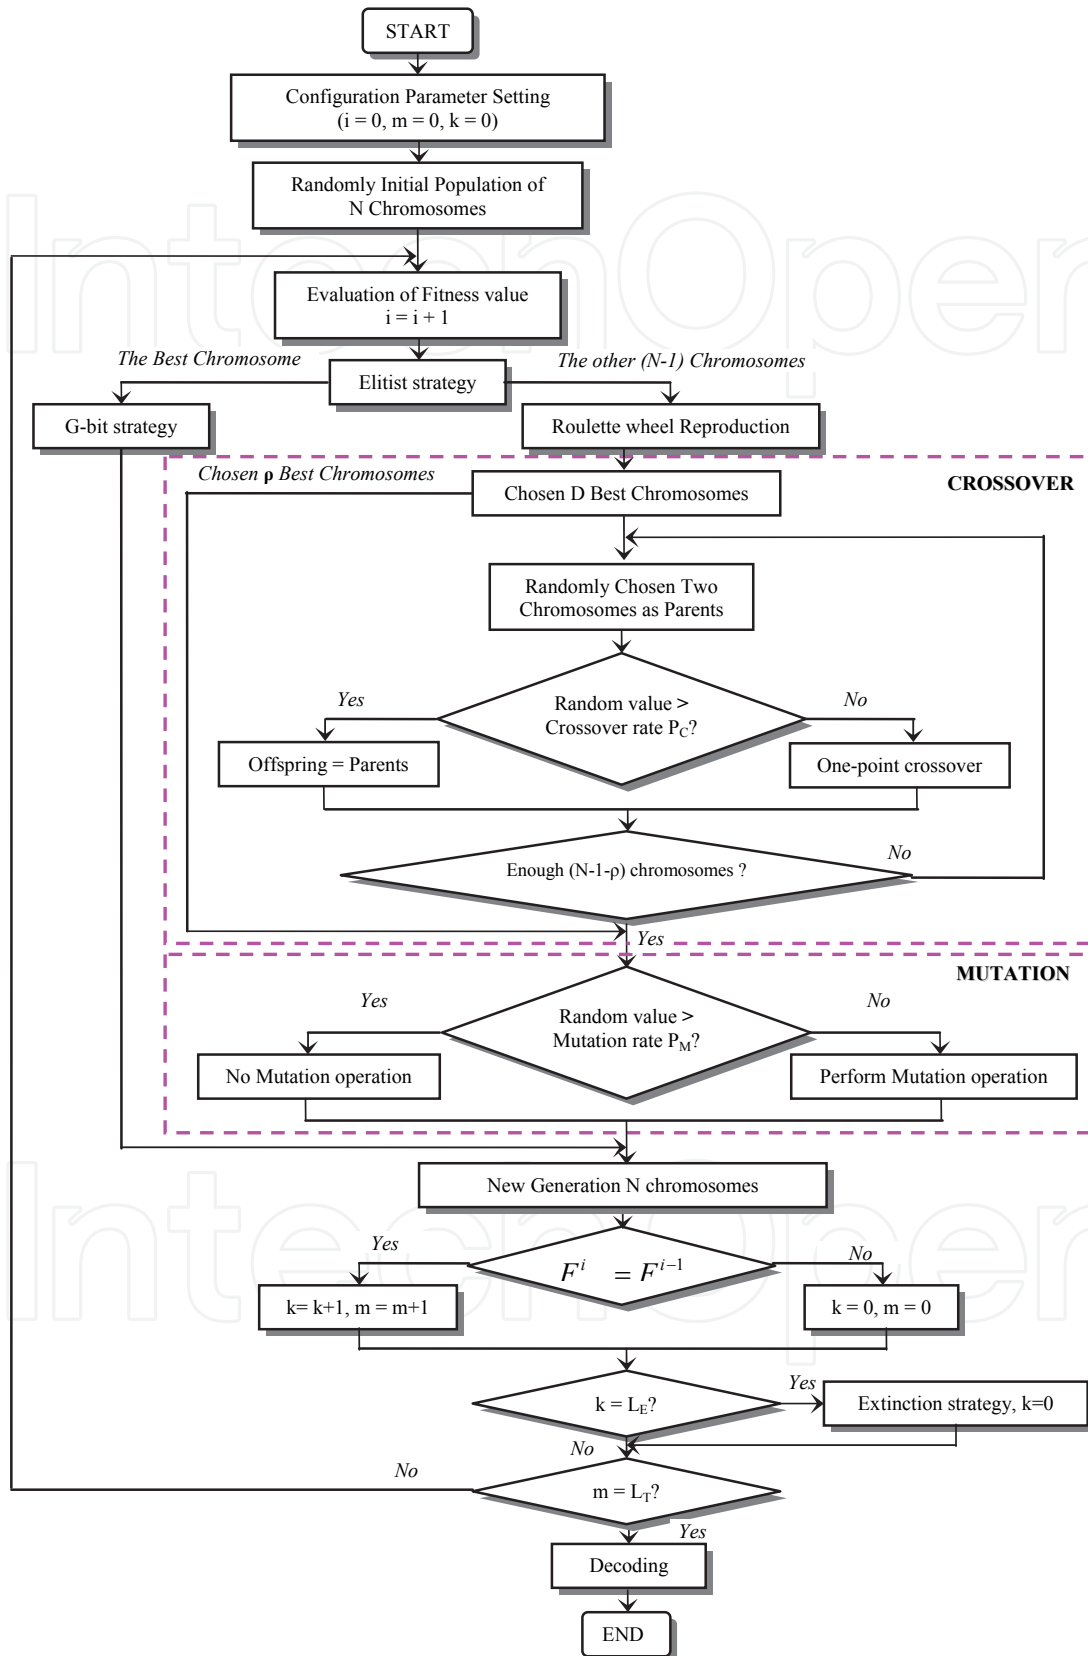 START
Configuration Parameter Setting
(i = 0, m = 0, k = 0)
Randomly Initial Population of
N Chromosomes
Evaluation of Fitness value
i = i + 1
The Best Chromosome
Elitist strategy
The other (N-1) Chromosomes
G-bit strategy
Roulette wheel Reproduction
Chosen ρ Best Chromosomes
Chosen D Best Chromosomes
CROSSOVER
Randomly Chosen Two
Chromosomes as Parents
Yes
Random value >
Crossover rate P_C?
No
Offspring = Parents
One-point crossover
Enough (N-1-ρ) chromosomes ?
No
Yes
MUTATION
Yes
Random value >
Mutation rate P_M?
No
No Mutation operation
Perform Mutation operation
New Generation N chromosomes
Yes
F^i = F^{i-1}
No
k= k+1, m = m+1
k = 0, m = 0
k = L_E?
Yes
Extinction strategy, k=0
No
No
m = L_T?
Yes
Decoding
END
IntechOpen
IntechOpen